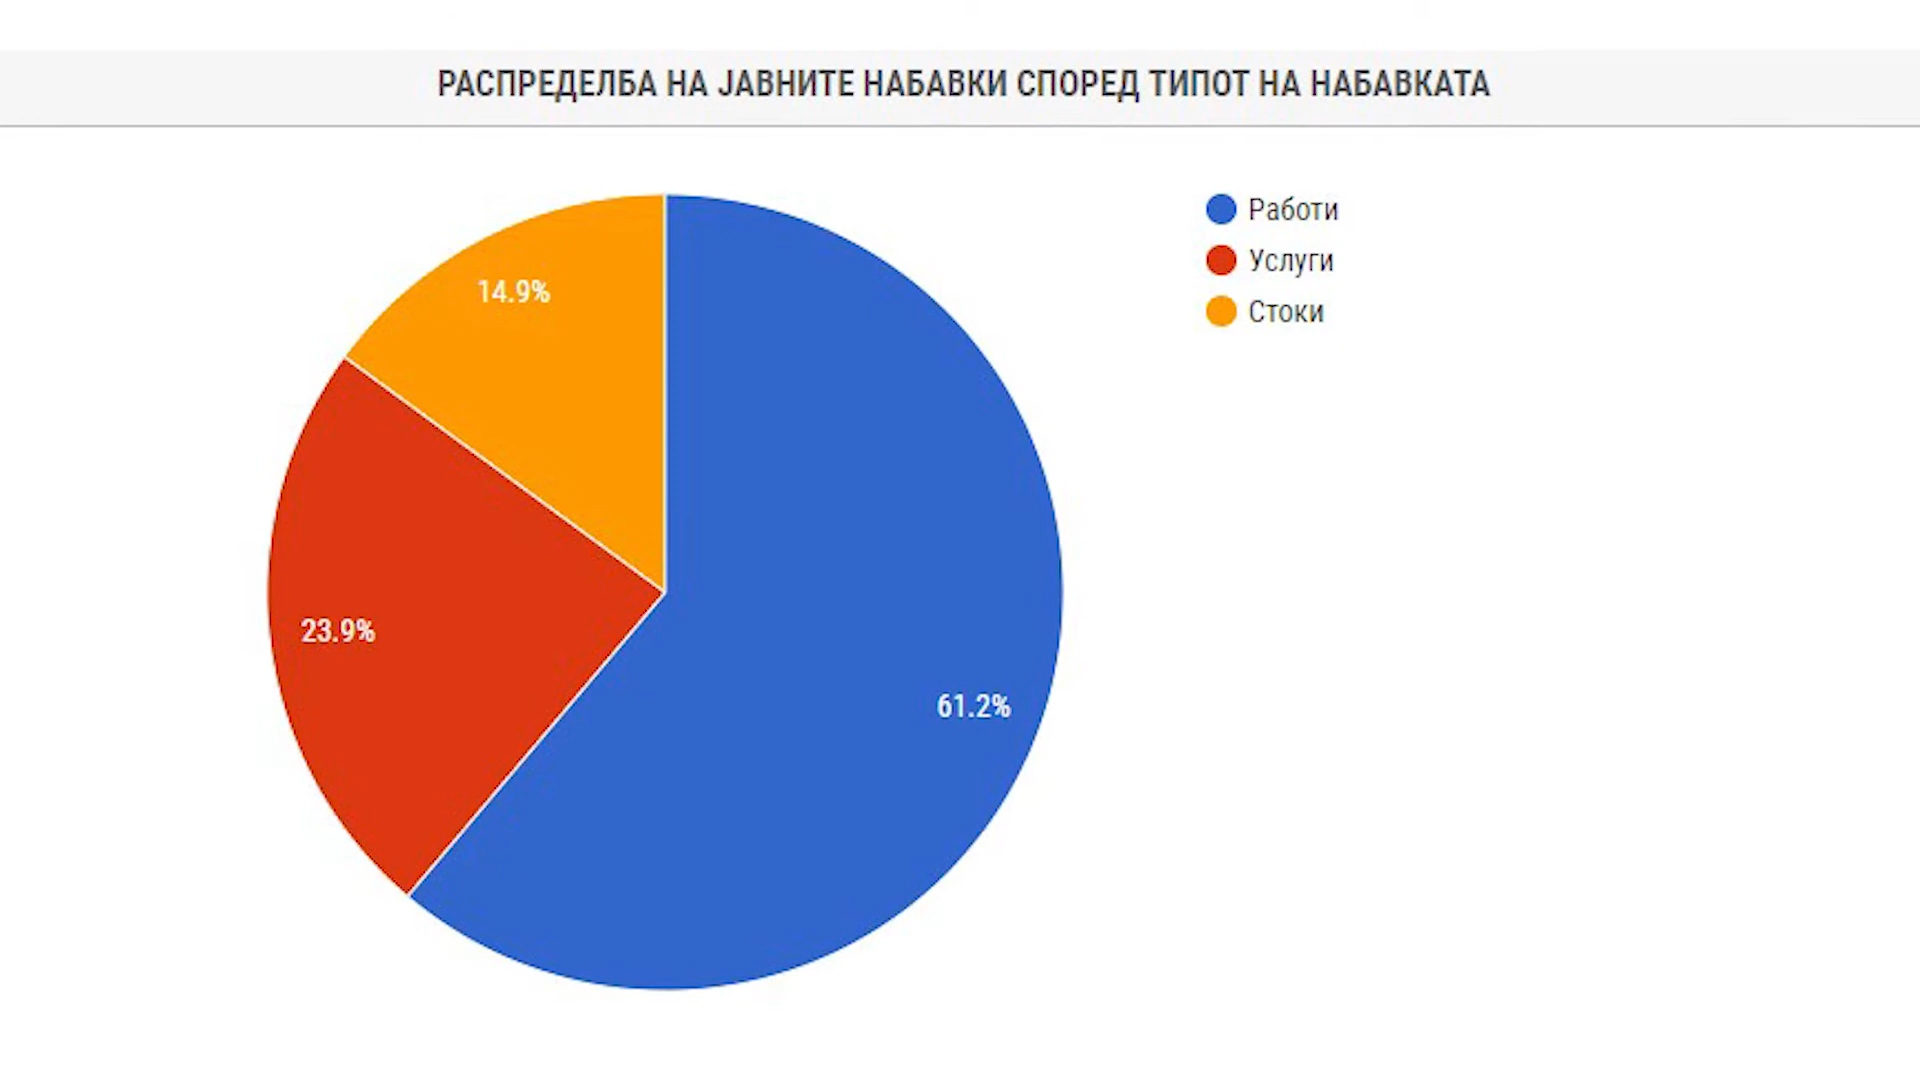 РАСПРЕДЕЛБА НА ЈАВНИТЕ НАБАВКИ СПОРЕД ТИПОТ НА НАБАВКАТА
Работи
Услуги
Стоки
14.9%
23.9%
61.2%